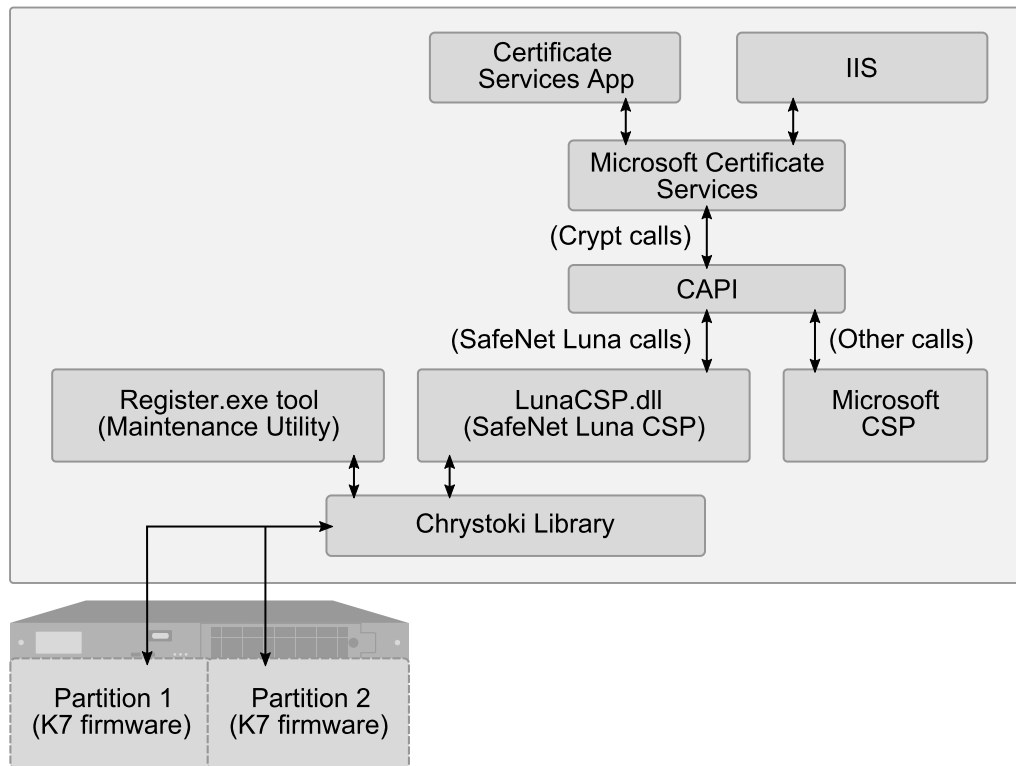 Certificate
Services App
IIS
Microsoft Certificate
Services
(Crypt calls)
CAPI
(SafeNet Luna calls)
(Other calls)
Register.exe tool
(Maintenance Utility)
LunaCSP.dll
(SafeNet Luna CSP)
Microsoft
CSP
Chrystoki Library
Partition 1
(K7 firmware)
Partition 2
(K7 firmware)